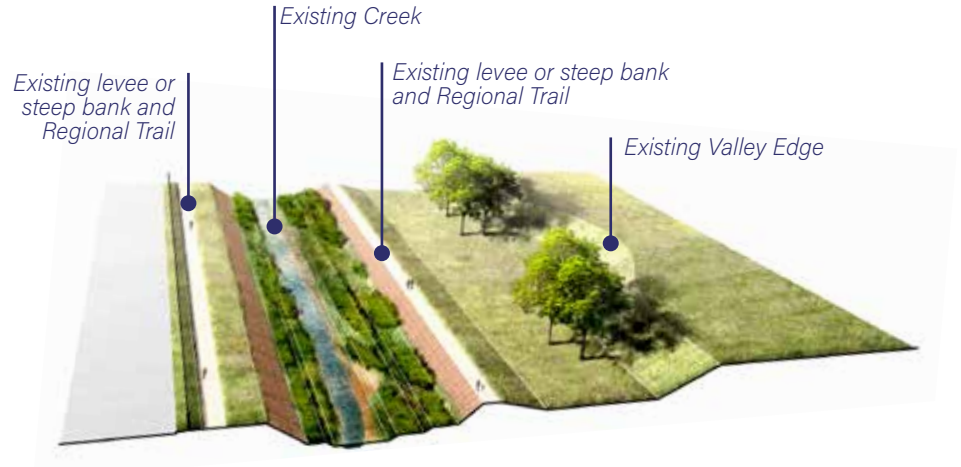 Existing Creek
Existing levee or
steep bank and
Regional Trail
Existing levee or steep bank
and Regional Trail
Existing Valley Edge